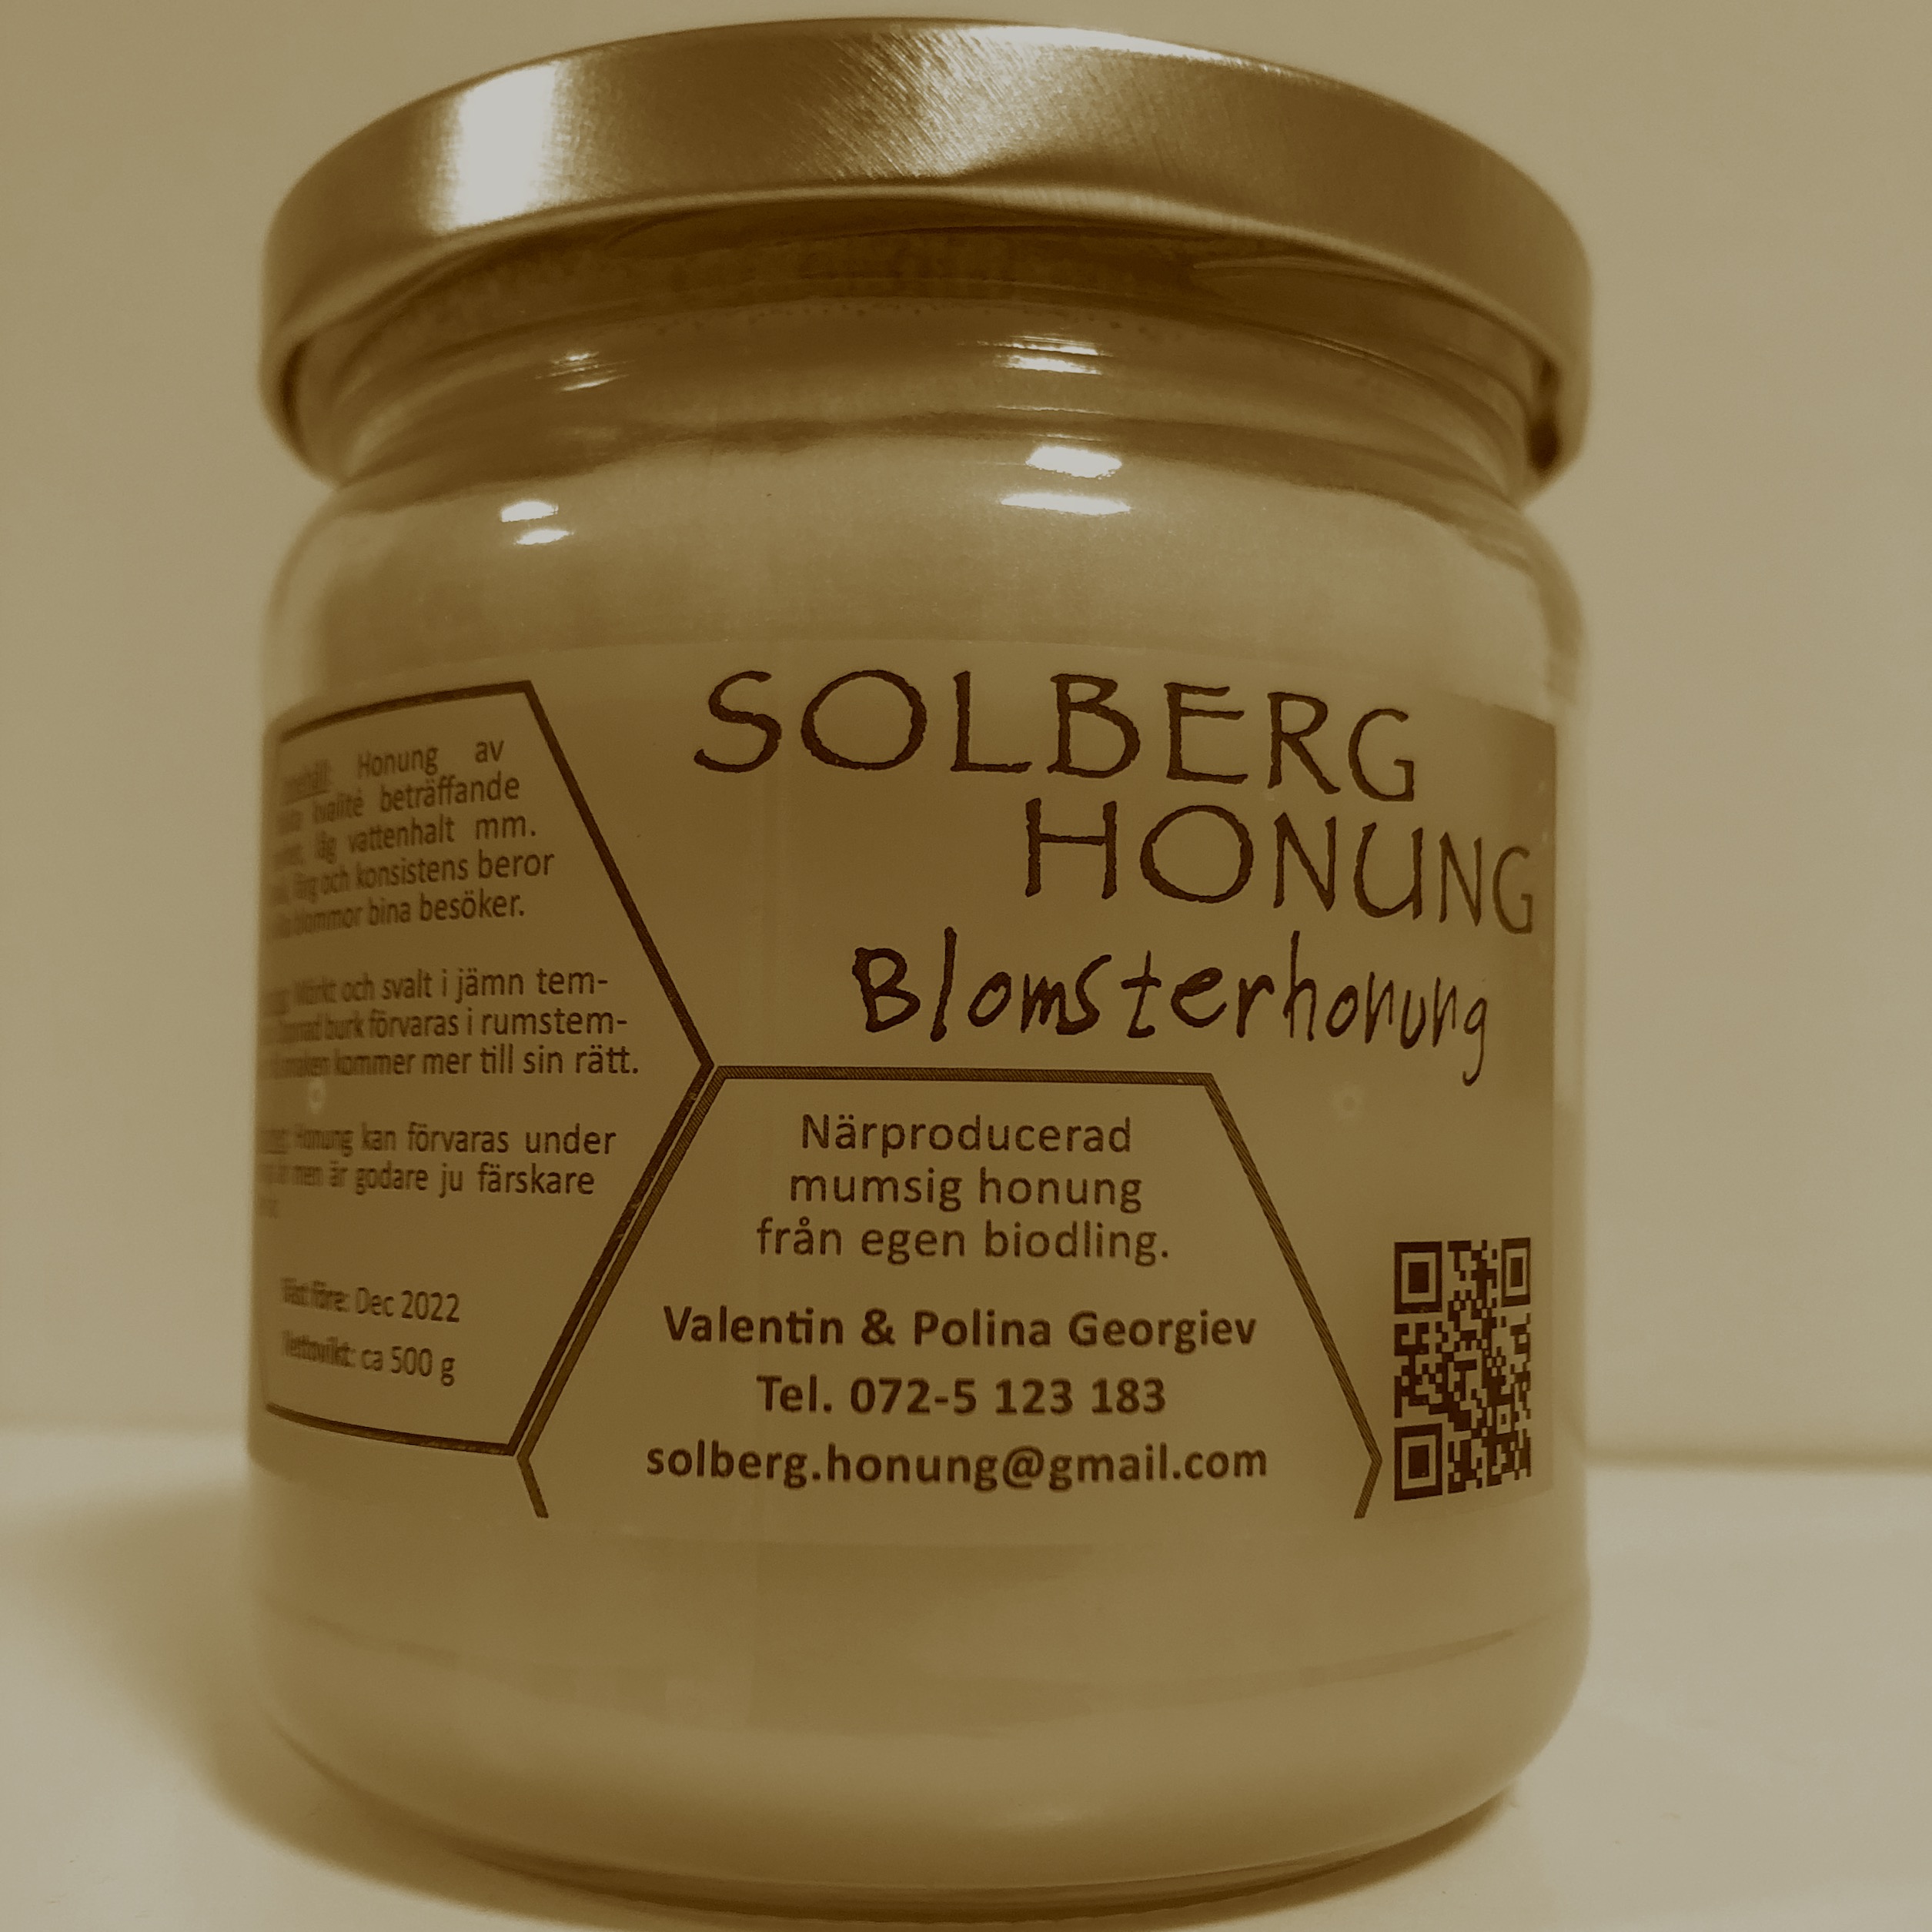 SOLBERG
HONUNG
Blomsterhonung
Honung av
kvalité beträffande
låg vattenhalt mm.
färg och konsistens beror
blommor bina besöker.
Mörkt och svalt i jämn tem-
burk förvaras i rumstem-
smaken kommer mer till sin rätt.
Honung kan förvaras under
men är godare ju färskare
Bäst före: Dec 2022
Nettovikt: ca 500 g
Närproducerad
mumsig honung
från egen biodling.
Valentin & Polina Georgiev
Tel. 072-5 123 183
solberg.honung@gmail.com